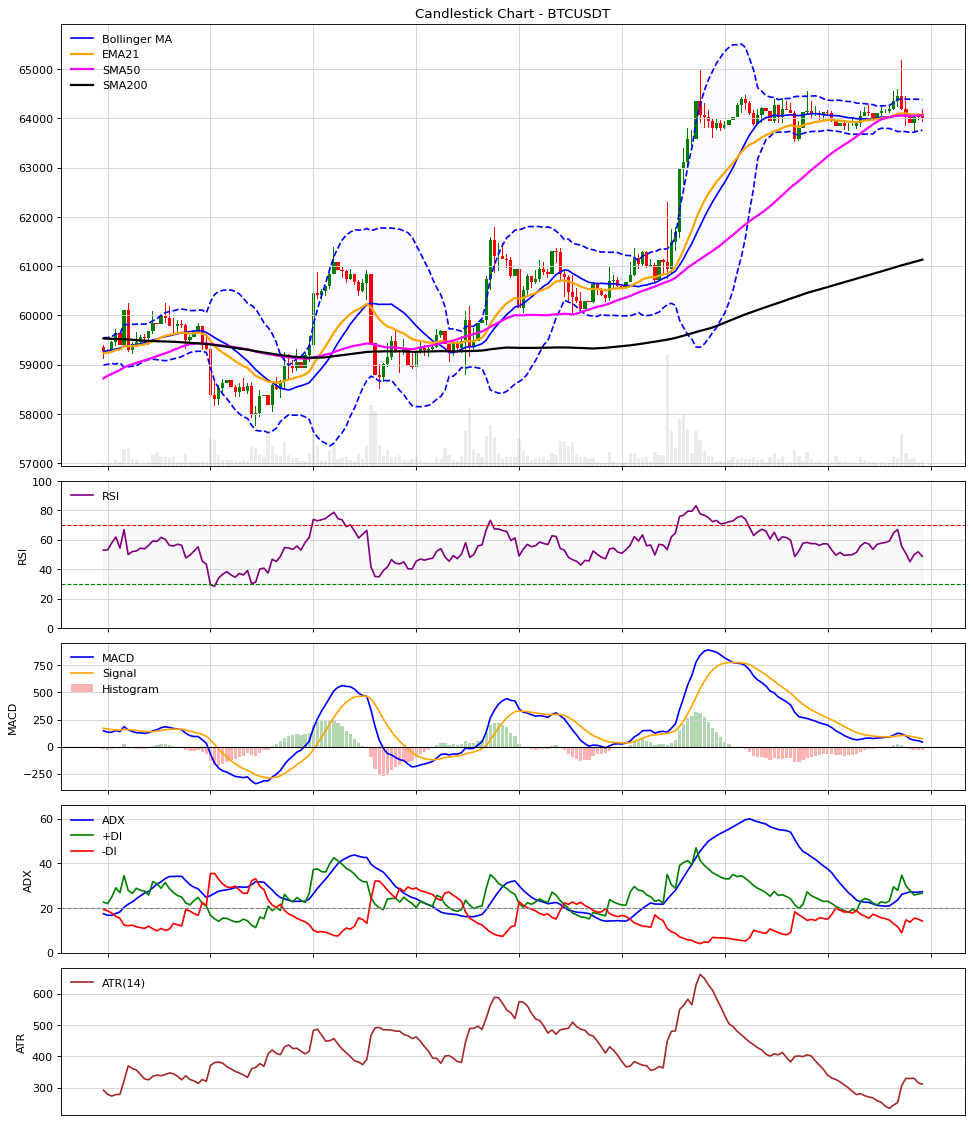 Candlestick Chart - BTCUSDT
Bollinger MA
EMA21
SMA50
SMA200
65000
64000
63000
62000
61000
60000
59000
58000
57000
100
80
60
40
20
0
RSI
RSI
750
500
250
0
−250
MACD
MACD
Signal
Histogram
60
40
20
0
ADX
ADX
+DI
-DI
600
500
400
300
ATR
ATR(14)